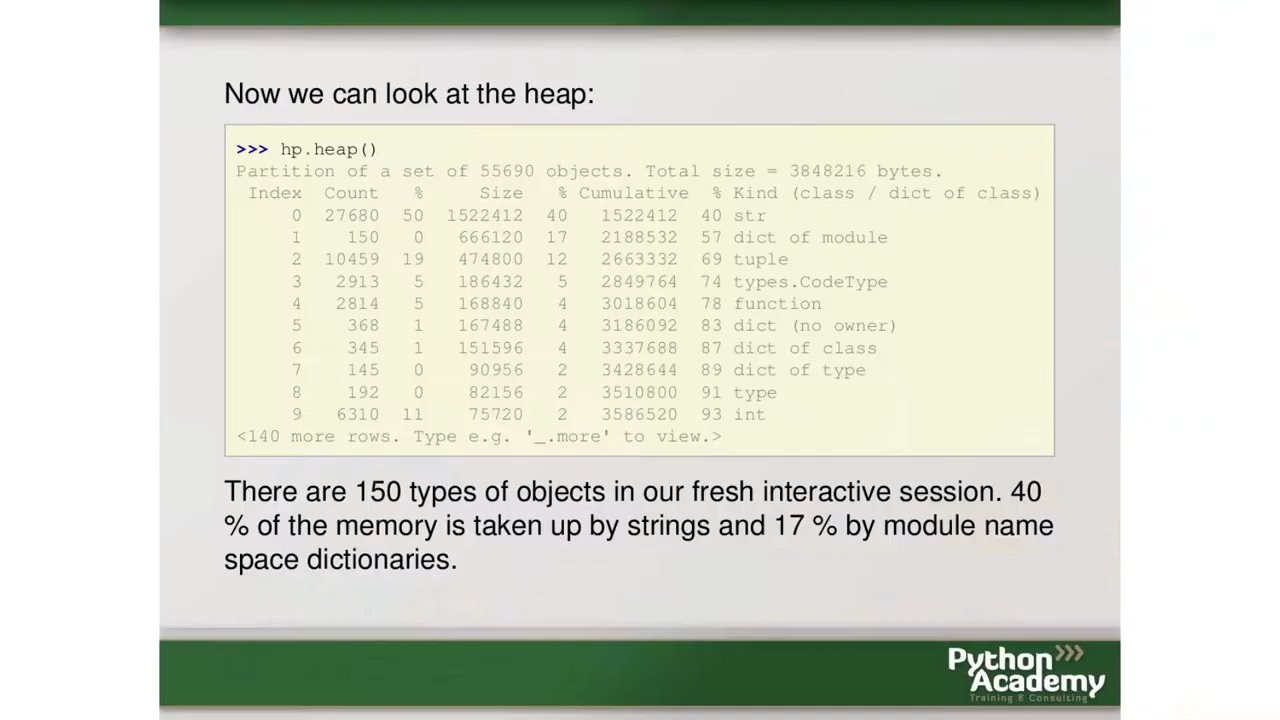 Now we can look at the heap:
>>> hp.heap()
Partition of a set of 55690 objects. Total size = 3848216 bytes.
Index Count % Size % Cumulative % Kind (class / dict of class)
0 27680 50 1522412 40 1522412 40 str
1 150 0 666120 17 2188532 57 dict of module
2 10459 19 474800 12 2663332 69 tuple
3 2913 5 186432 5 2849764 74 types.CodeType
4 2814 5 168840 4 3018604 78 function
5 368 1 167488 4 3186092 83 dict (no owner)
6 345 1 151596 4 3337688 87 dict of class
7 145 0 90956 2 3428644 89 dict of type
8 192 0 82156 2 3510800 91 type
9 6310 11 75720 2 3586520 93 int
<140 more rows. Type e.g. '_.more' to view.>
There are 150 types of objects in our fresh interactive session. 40
% of the memory is taken up by strings and 17 % by module name
space dictionaries.
Python
Academy
Training & Consulting